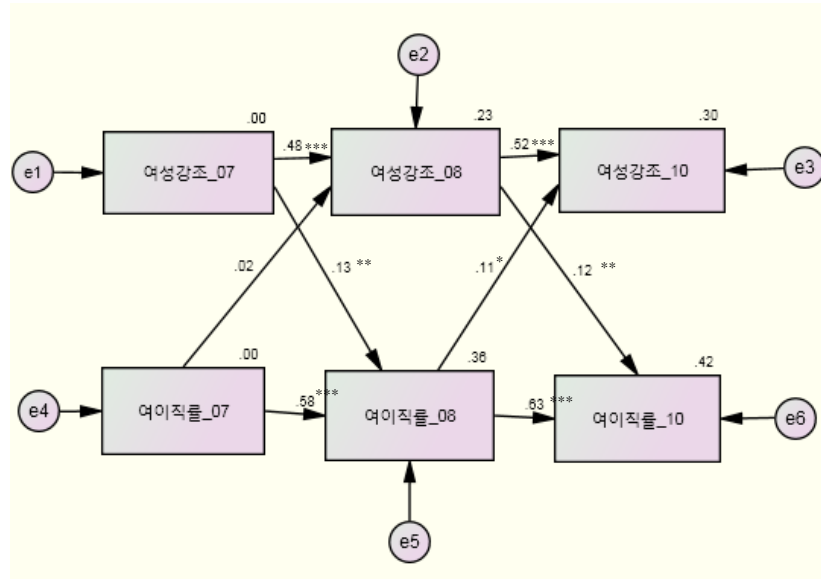 e2
.00
.23
.30
.48***
.52***
e1
여성강조_07
여성강조_08
여성강조_10
e3
.02
.13 **
.11*
.12 **
.00
.36
.42
e4
여이직률_07
.58***
여이직률_08
.63***
여이직률_10
e6
e5